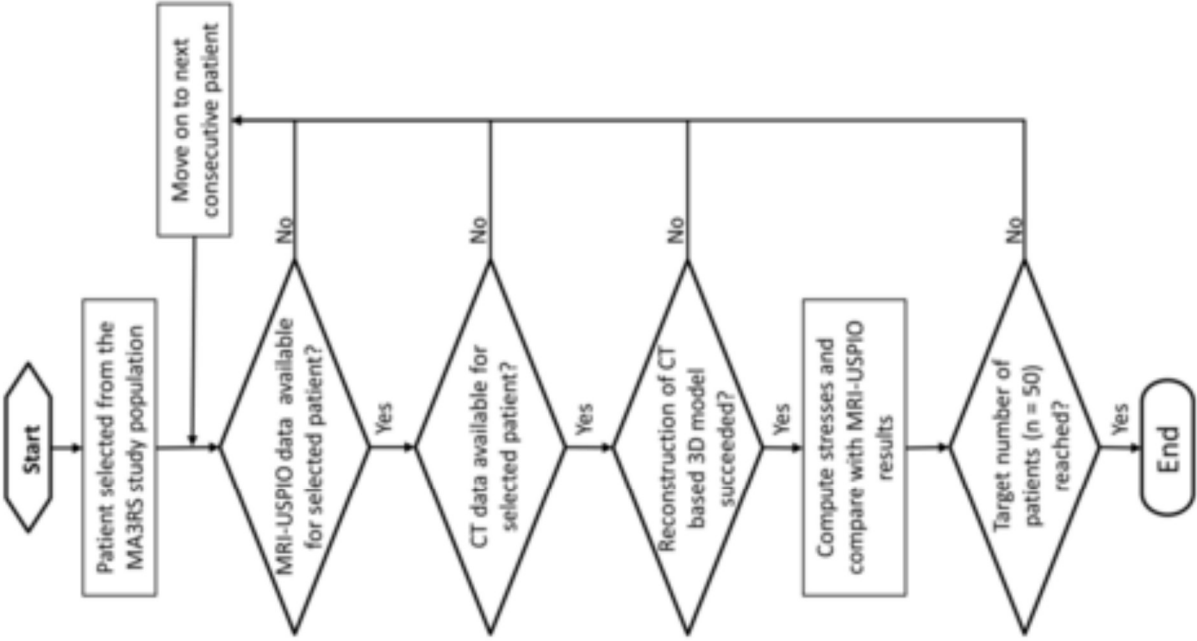 Start
Patient selected from the
MA3RS study population
Move on to next
consecutive patient
MRI-USPIO data available
for selected patient?
No
Yes
CT data available for
selected patient?
No
Yes
Reconstruction of CT
based 3D model
succeeded?
No
Yes
Compute stresses and
compare with MRI-USPIO
results
Target number of
patients (n = 50)
reached?
No
Yes
End